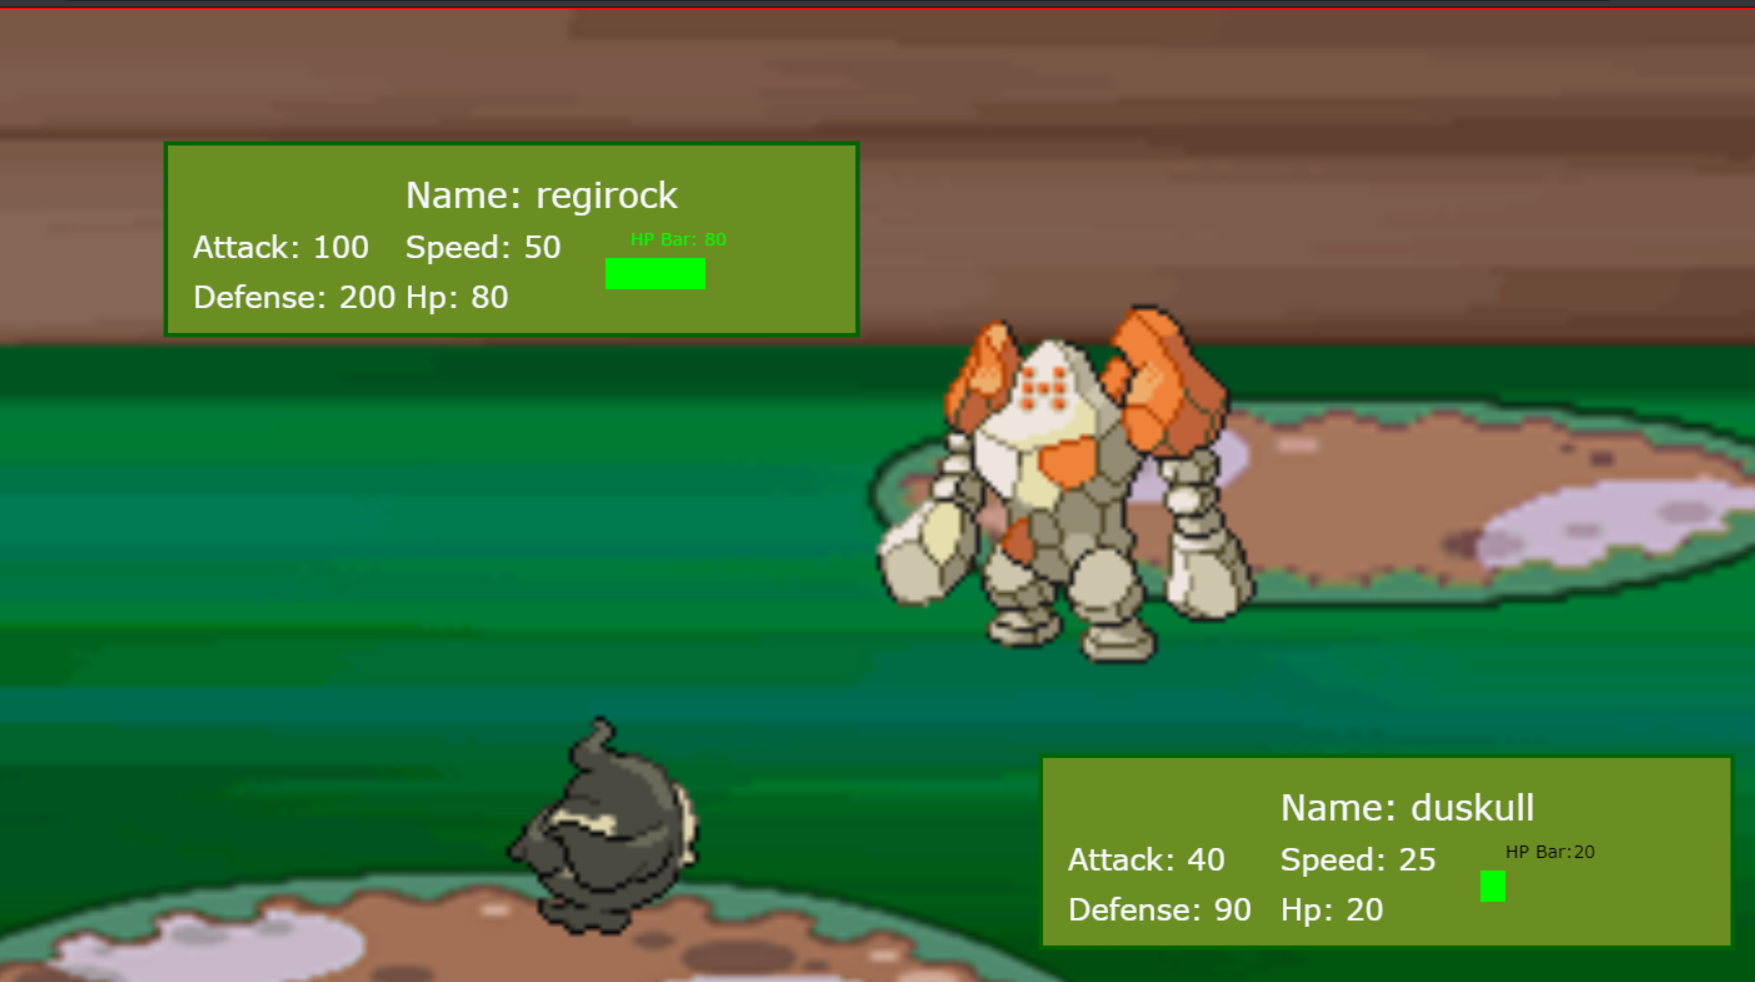 Name: regirock
Attack: 100 Speed: 50 HP Bar: 80
Defense: 200 Hp: 80
Name: duskull
Attack: 40 Speed: 25 HP Bar:20
Defense: 90 Hp: 20